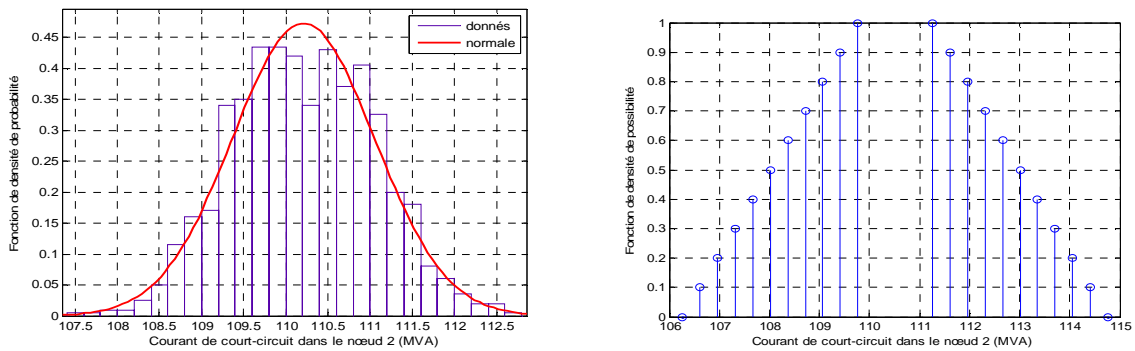 Fonction de densité de probabilité
0.45
0.4
0.35
0.3
0.25
0.2
0.15
0.1
0.05
0
107.5 108 108.5 109 109.5 110 110.5 111 111.5 112 112.5
Courant de court-circuit dans le nœud 2 (MVA)
donnés
normale
Fonction de densité de possibilité
1
0.9
0.8
0.7
0.6
0.5
0.4
0.3
0.2
0.1
0
106 107 108 109 110 111 112 113 114 115
Courant de court-circuit dans le nœud 2 (MVA)